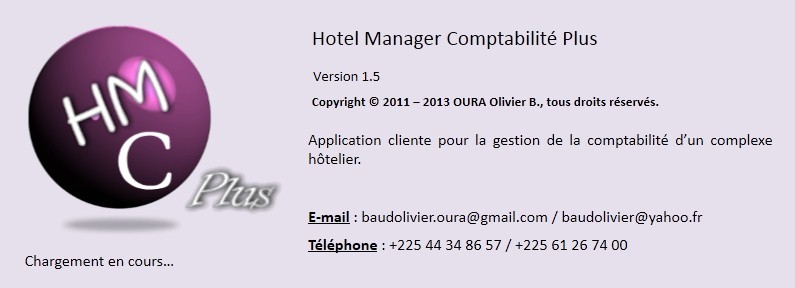 HM
C
Plus
Chargement en cours...
Hotel Manager Comptabilité Plus
Version 1.5
Copyright © 2011 – 2013 OURA Olivier B., tous droits réservés.
Application cliente pour la gestion de la comptabilité d’un complexe
hôtelier.
E-mail : baudolivier.oura@gmail.com / baudolivier@yahoo.fr
Téléphone : +225 44 34 86 57 / +225 61 26 74 00